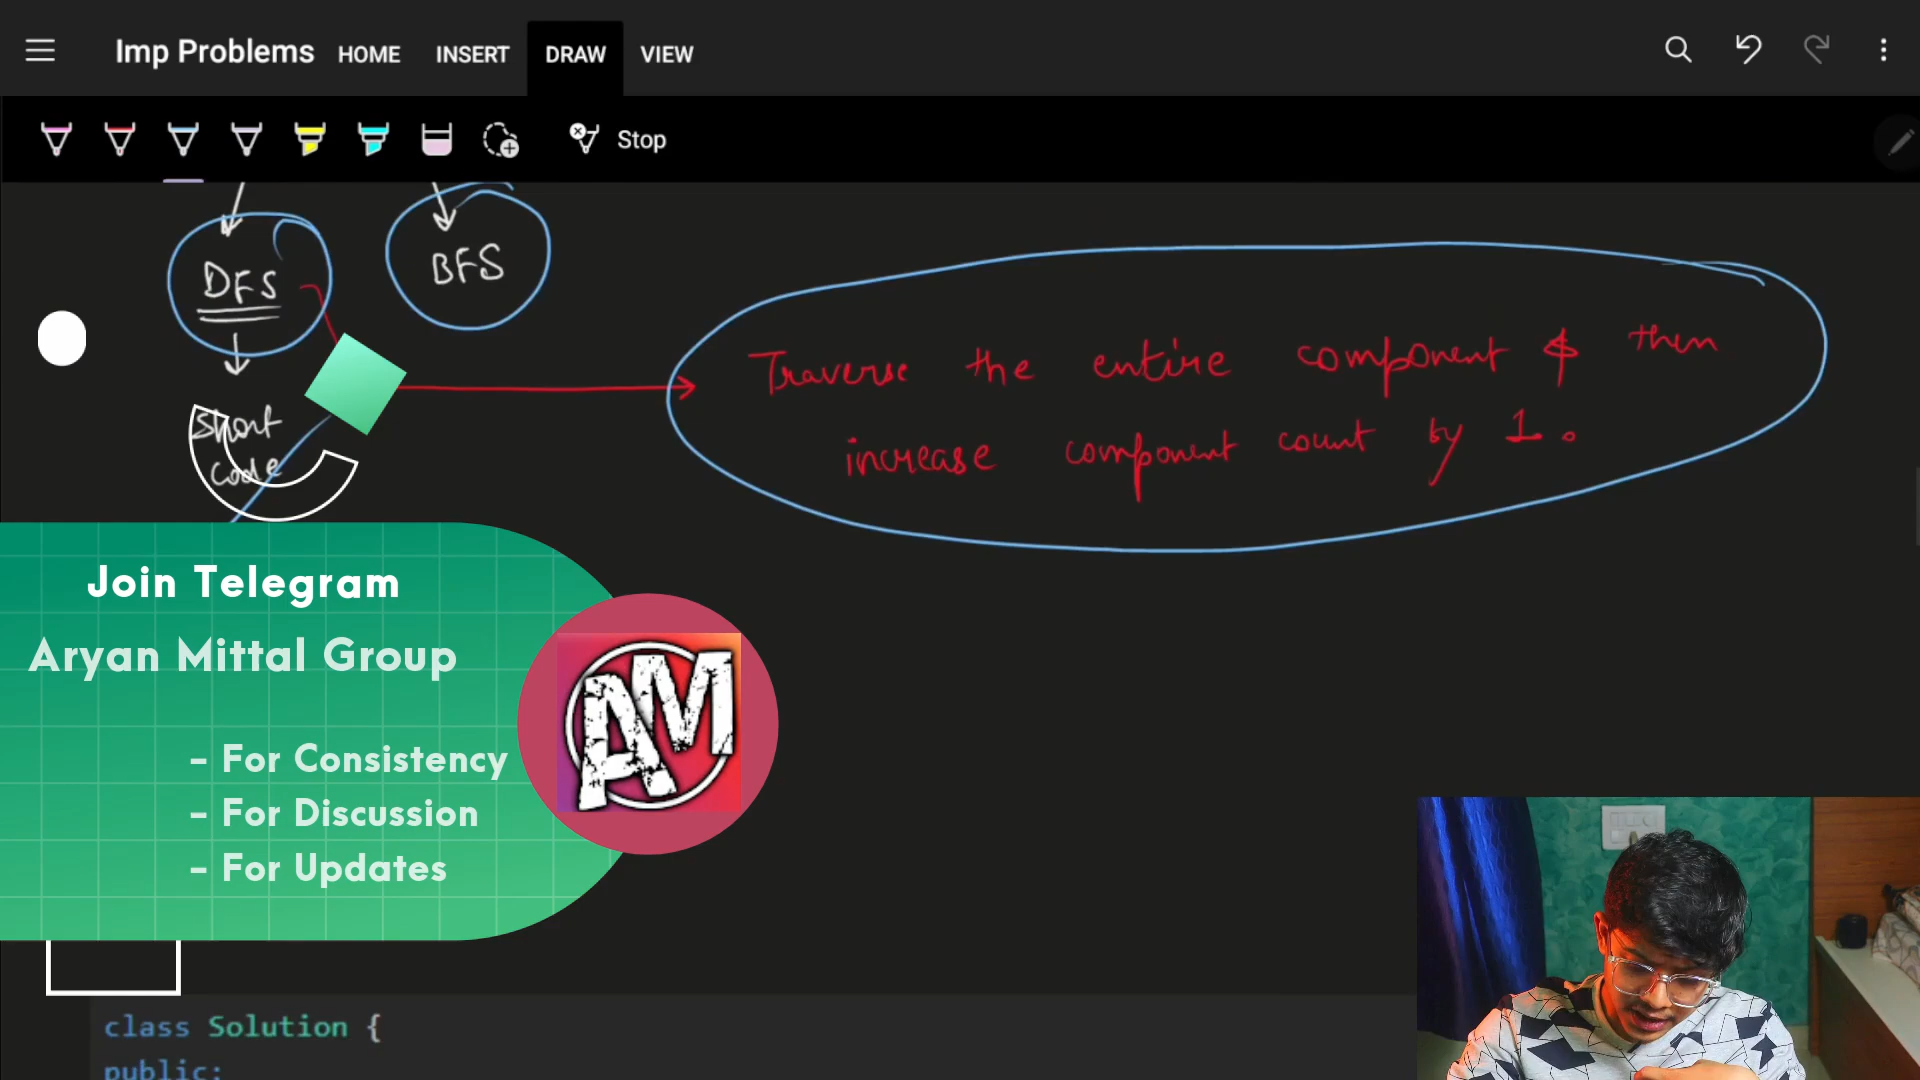 Imp Problems HOME INSERT DRAW VIEW
Stop
DFS BFS
Traverse the entire component & then
increase component count by 1.
short
code
Join Telegram
Aryan Mittal Group
- For Consistency
- For Discussion
- For Updates
AM
class Solution {
public: